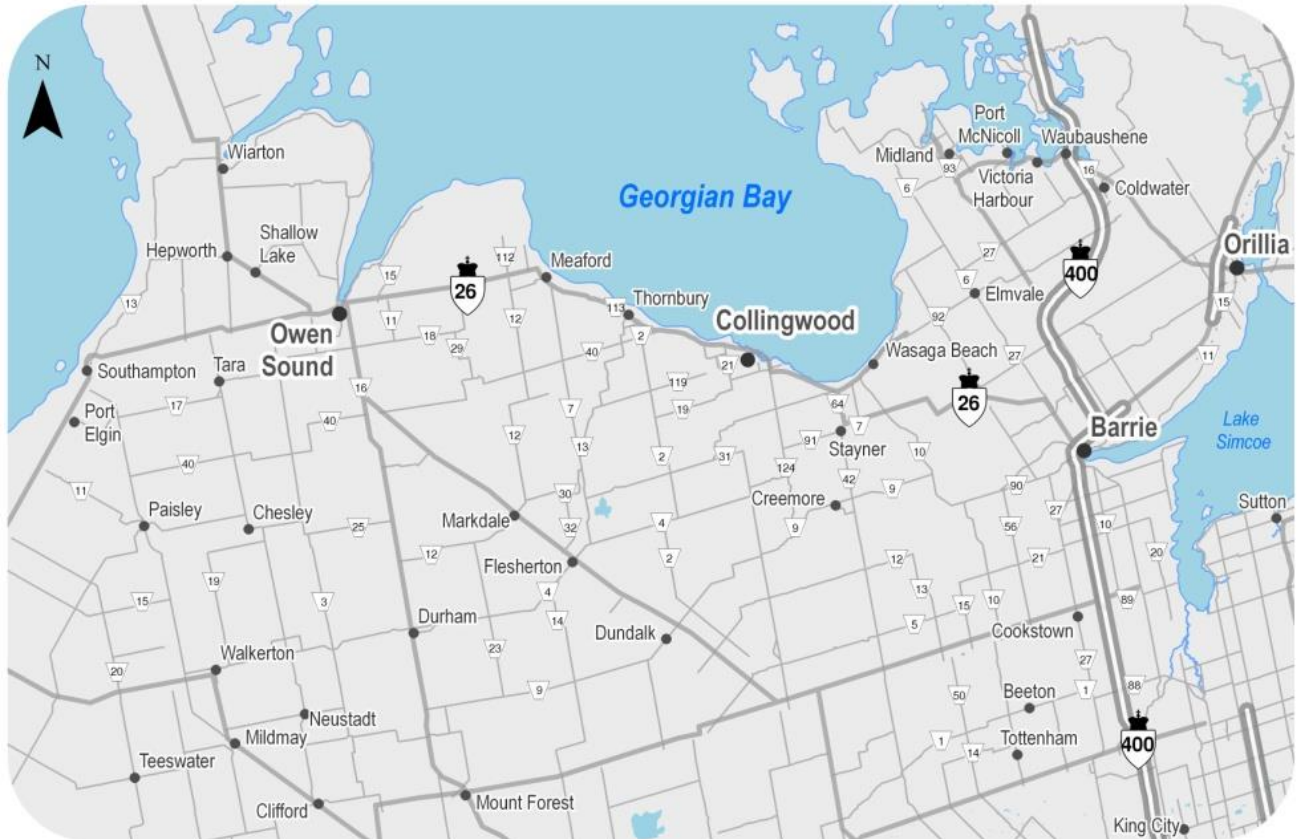 N
Wiarton
Hepworth
Shallow
Lake
13
15
112
26
Meaford
Georgian Bay
Port
McNicoll
Waubaushene
Midland
93
Victoria
Harbour
16
Coldwater
6
27
400
Orillia
15
6
Elmvale
92
Owen
Sound
11
18
29
12
113
Thornbury
2
Collingwood
40
21
Wasaga Beach
27
11
Southampton
Tara
16
119
19
26
Port
Elgin
17
40
7
64
7
Barrie
Lake
Simcoe
12
13
2
31
91
Stayner
10
40
124
42
9
90
11
30
Creemore
27
Sutton
Paisley
Chesley
25
Markdale
32
4
9
56
10
20
12
Flesherton
2
12
21
19
4
13
15
3
14
15
10
89
Durham
Dundalk
5
Cookstown
23
20
Walkerton
27
9
50
1
88
Beeton
Neustadt
Mildmay
1
14
Tottenham
400
Teeswater
Clifford
Mount Forest
King City